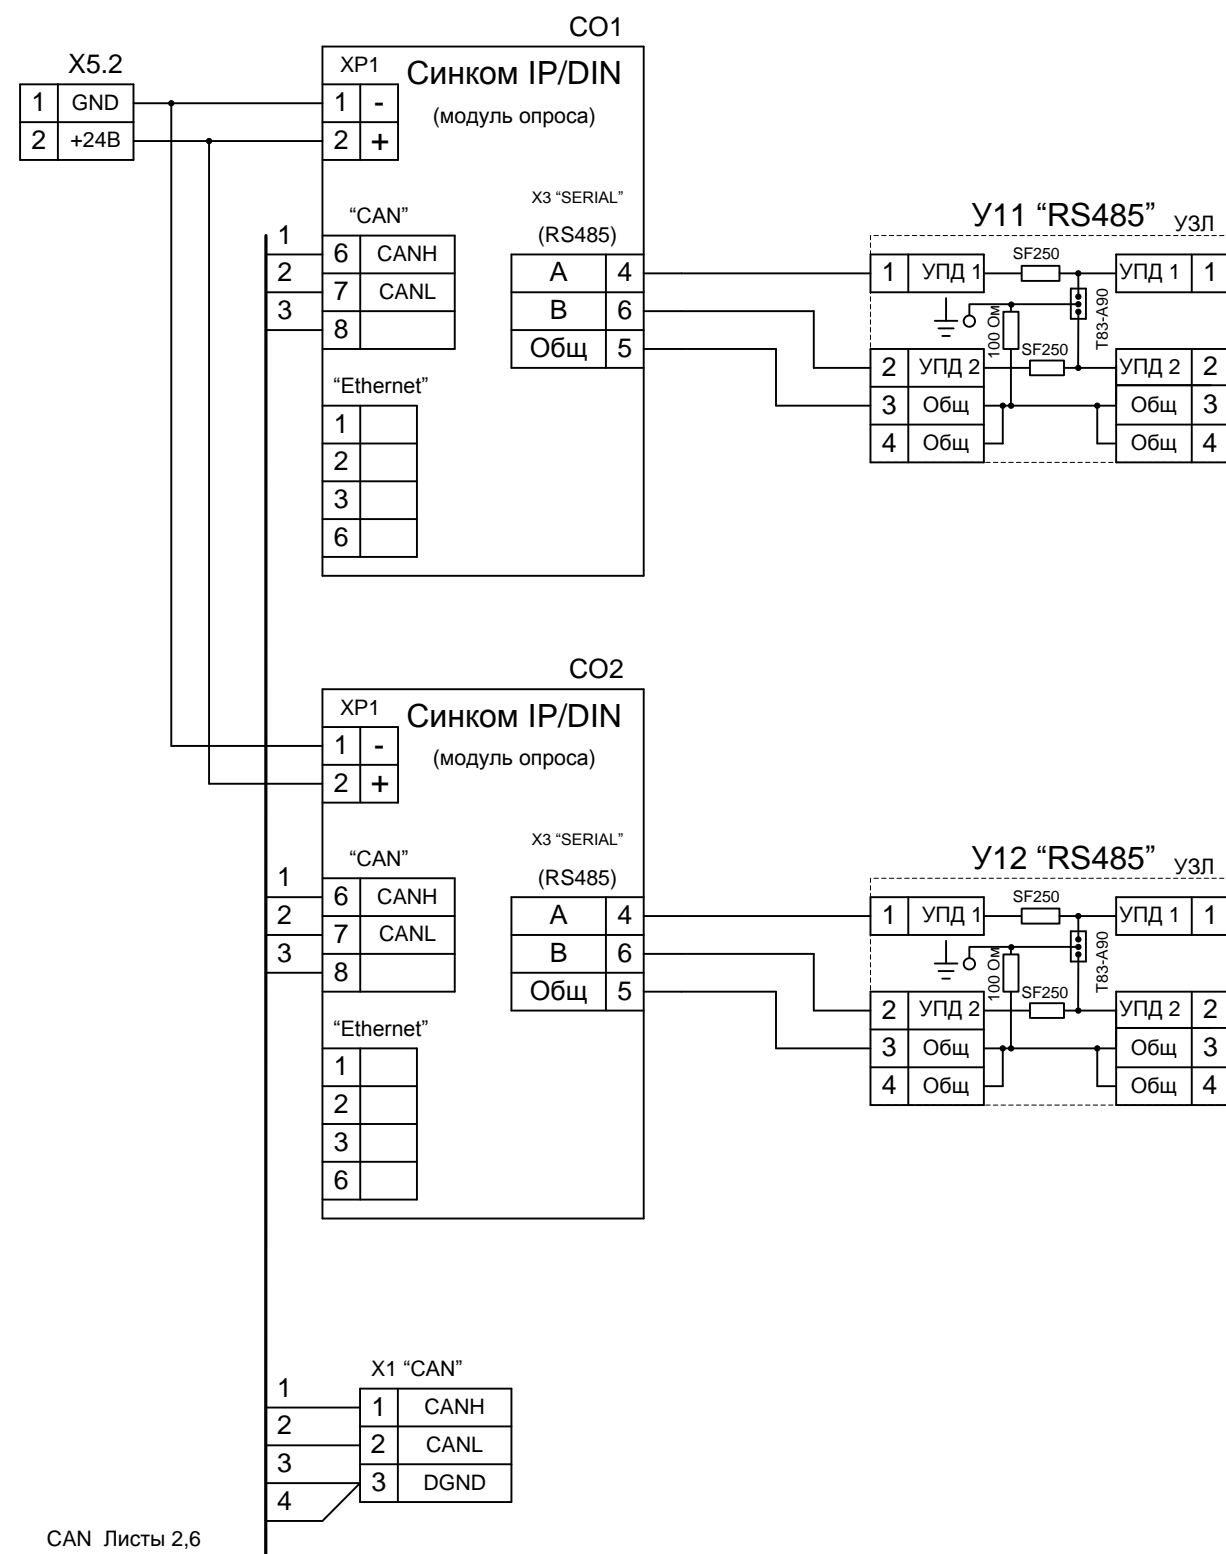 СО1
X5.2
1 GND
2 +24В
XP1
1 -
2 +
Синком IP/DIN
(модуль опроса)
“CAN”
1
2
3
6 CANH
7 CANL
8
X3 “SERIAL”
(RS485)
A 4
B 6
Общ 5
“Ethernet”
1
2
3
6
У11 “RS485” УЗЛ
1 УПД 1
SF250
УПД 1 1
100 Ом
T83-A90
2 УПД 2
SF250
УПД 2 2
3 Общ
Общ 3
4 Общ
Общ 4
СО2
XP1
1 -
2 +
Синком IP/DIN
(модуль опроса)
“CAN”
1
2
3
6 CANH
7 CANL
8
X3 “SERIAL”
(RS485)
A 4
B 6
Общ 5
“Ethernet”
1
2
3
6
У12 “RS485” УЗЛ
1 УПД 1
SF250
УПД 1 1
100 Ом
T83-A90
2 УПД 2
SF250
УПД 2 2
3 Общ
Общ 3
4 Общ
Общ 4
X1 “CAN”
1
2
3
4
1 CANH
2 CANL
3 DGND
CAN Листы 2,6